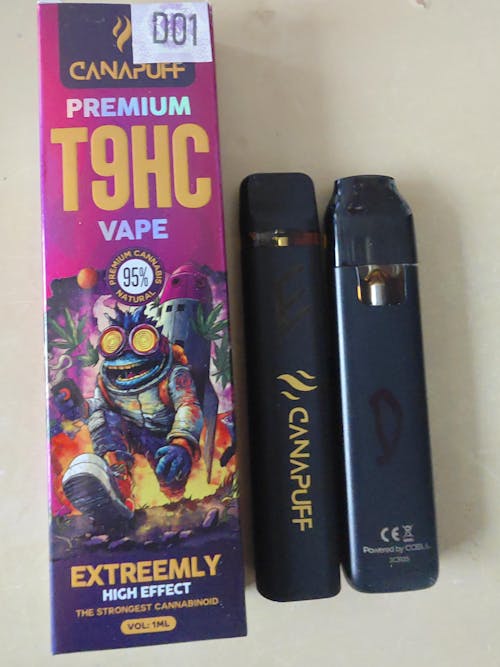 D01
CANAPUFF
PREMIUM
T9HC
VAPE
PREMIUM CANNABIS
95%
NATURAL
EXTREEMLY
HIGH EFFECT
THE STRONGEST CANNABINOID
VOL: 1ML
E
CANAPUFF
D
CE
Powered by CCELL